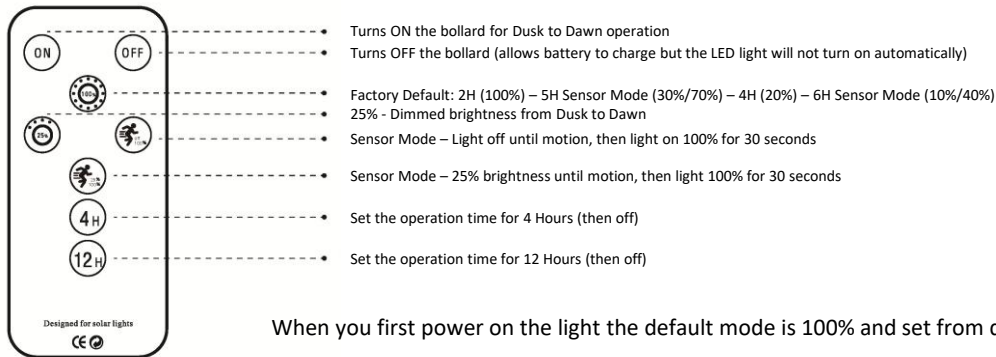 Turns ON the bollard for Dusk to Dawn operation
ON
OFF
Turns OFF the bollard (allows battery to charge but the LED light will not turn on automatically)
100%
Factory Default: 2H (100%) – 5H Sensor Mode (30%/70%) – 4H (20%) – 6H Sensor Mode (10%/40%)
25% - Dimmed brightness from Dusk to Dawn
25%
Sensor Mode – Light off until motion, then light on 100% for 30 seconds
Sensor Mode – 25% brightness until motion, then light 100% for 30 seconds
4H
Set the operation time for 4 Hours (then off)
12H
Set the operation time for 12 Hours (then off)
Designed for solar lights
CE
When you first power on the light the default mode is 100% and set from